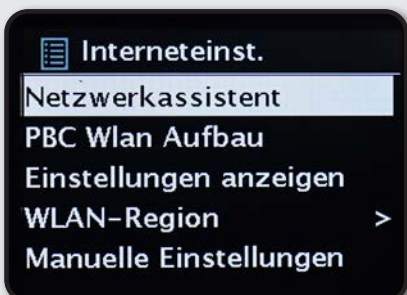 Interneteinst.
Netzwerkassistent
PBC Wlan Aufbau
Einstellungen anzeigen
WLAN-Region >
Manuelle Einstellungen